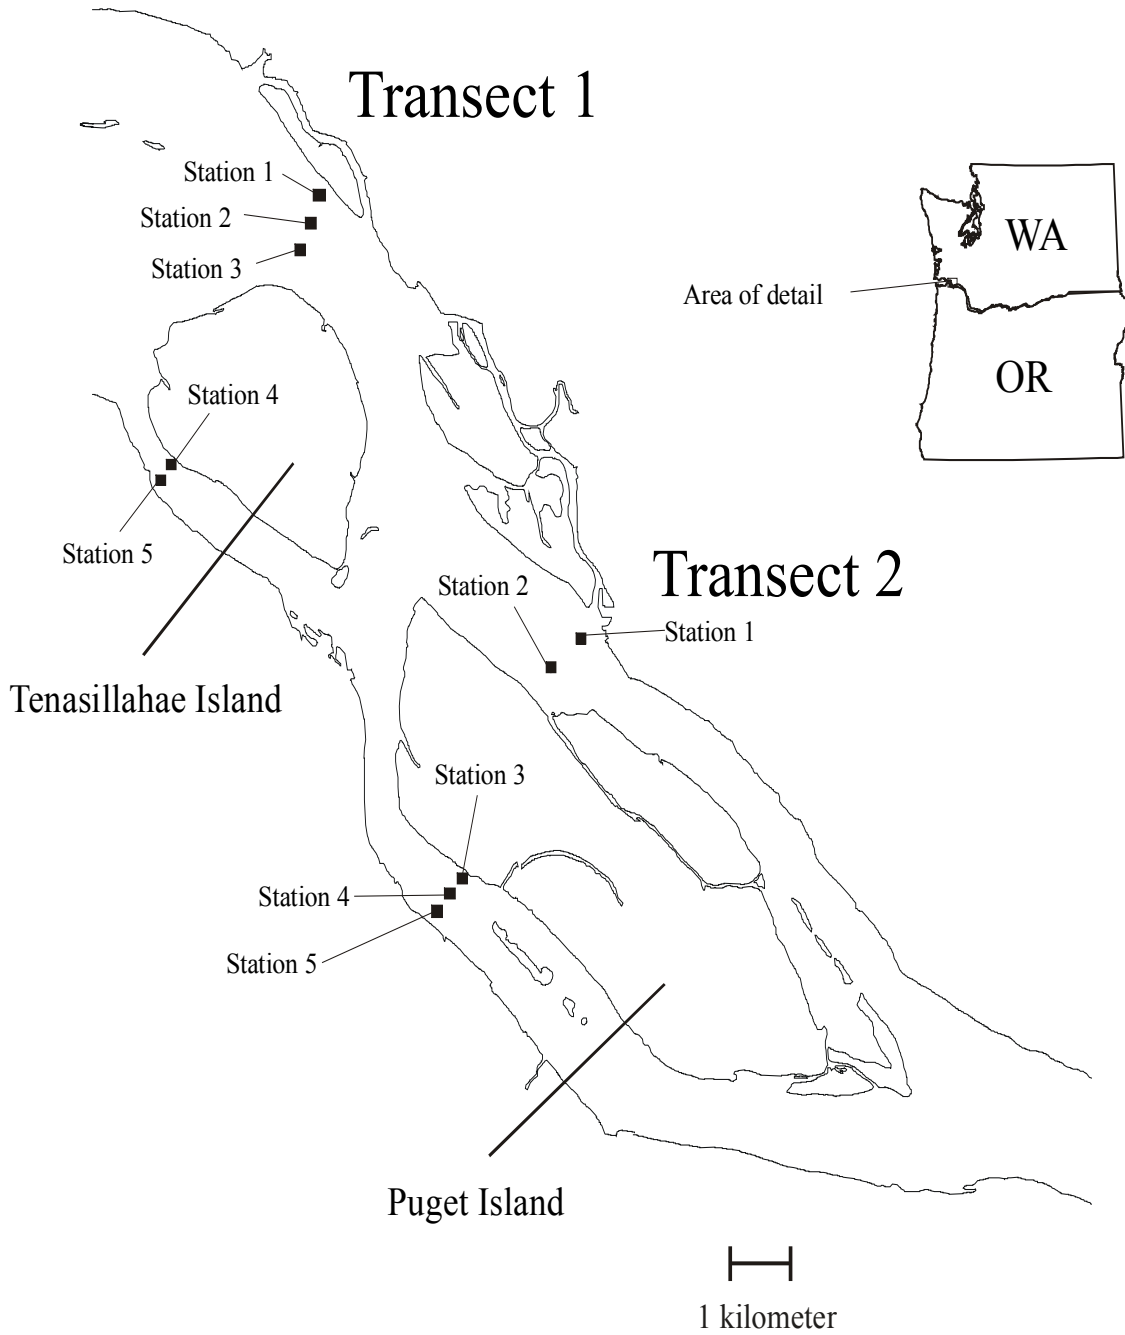 Transect 1
Station 1
Station 2
Station 3
WA
Area of detail
OR
Station 4
Station 5
Transect 2
Station 2
Station 1
Tenasillahae Island
Station 3
Station 4
Station 5
Puget Island
1 kilometer